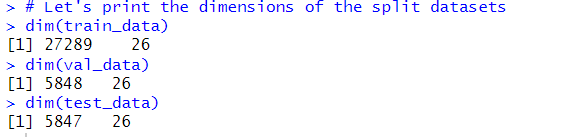 > # Let's print the dimensions of the split datasets
> dim(train_data)
[1] 27289    26
> dim(val_data)
[1] 5848   26
> dim(test_data)
[1] 5847   26